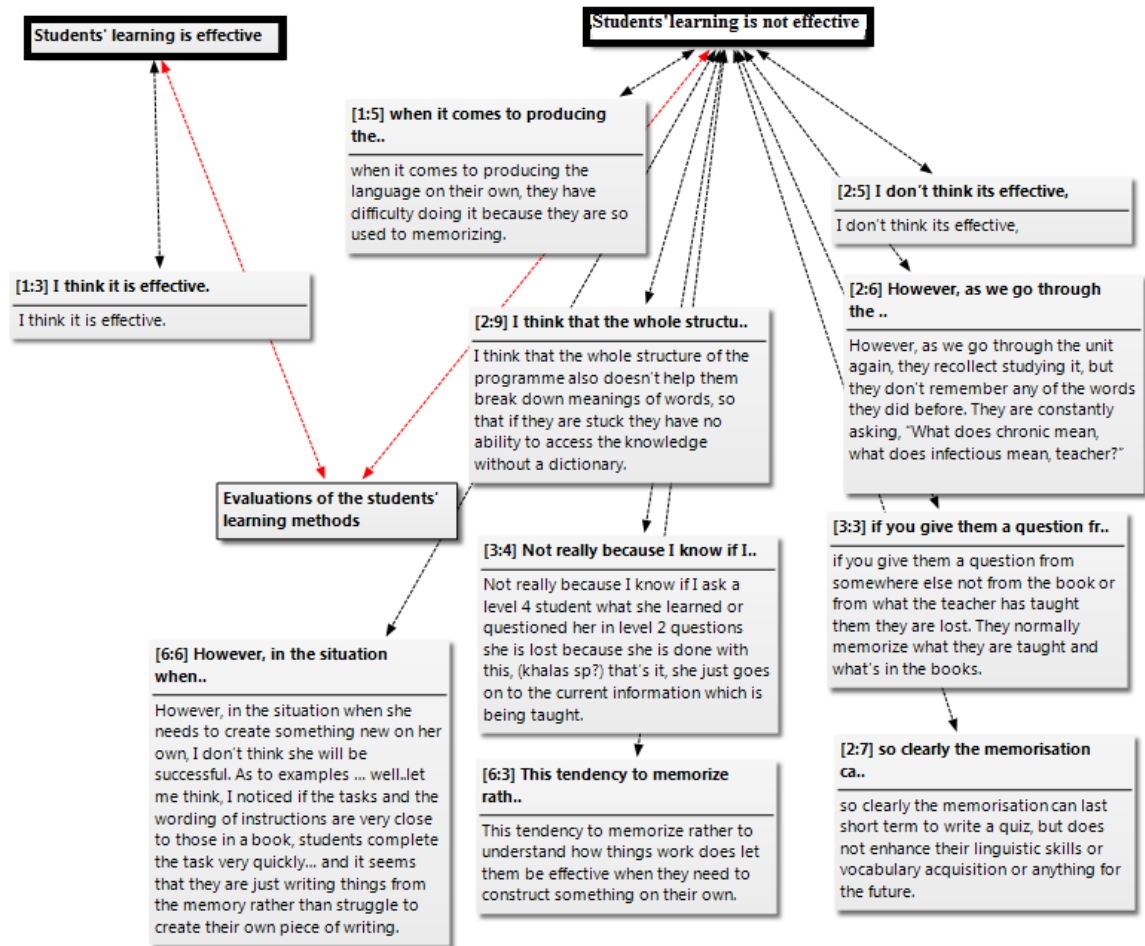 Students' learning is effective
Students' learning is not effective
[1:5] when it comes to producing
the..
when it comes to producing the
language on their own, they have
difficulty doing it because they are so
used to memorizing.
[2:5] I don't think its effective,
I don't think its effective,
[1:3] I think it is effective.
I think it is effective.
[2:6] However, as we go through
the ..
However, as we go through the unit
again, they recollect studying it, but
they don't remember any of the words
they did before. They are constantly
asking, "What does chronic mean,
what does infectious mean, teacher?"
[2:9] I think that the whole structu..
I think that the whole structure of the
programme also doesn't help them
break down meanings of words, so
that if they are stuck they have no
ability to access the knowledge
without a dictionary.
Evaluations of the students'
learning methods
[3:3] if you give them a question fr..
if you give them a question from
somewhere else not from the book or
from what the teacher has taught
them they are lost. They normally
memorize what they are taught and
what's in the books.
[3:4] Not really because I know if I..
Not really because I know if I ask a
level 4 student what she learned or
questioned her in level 2 questions
she is lost because she is done with
this, (khalas sp?) that's it, she just goes
on to the current information which is
being taught.
[6:6] However, in the situation
when..
However, in the situation when she
needs to create something new on her
own, I don't think she will be
successful. As to examples ... well..let
me think, I noticed if the tasks and the
wording of instructions are very close
to those in a book, students complete
the task very quickly... and it seems
that they are just writing things from
the memory rather than struggle to
create their own piece of writing.
[6:3] This tendency to memorize
rath..
This tendency to memorize rather to
understand how things work does let
them be effective when they need to
construct something on their own.
[2:7] so clearly the memorisation
ca..
so clearly the memorisation can last
short term to write a quiz, but does
not enhance their linguistic skills or
vocabulary acquisition or anything for
the future.